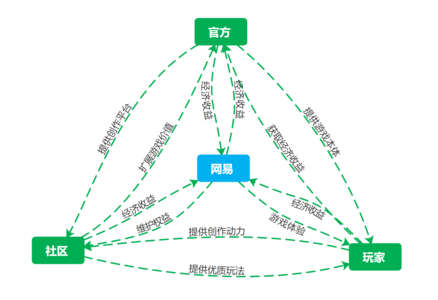 官方
经济收益
经济收益
提供创作平台
扩展游戏价值
获取经济收益
提供游戏本体
网易
经济收益
维护权益
经济收益
游戏体验
提供创作动力
社区
玩家
提供优质玩法